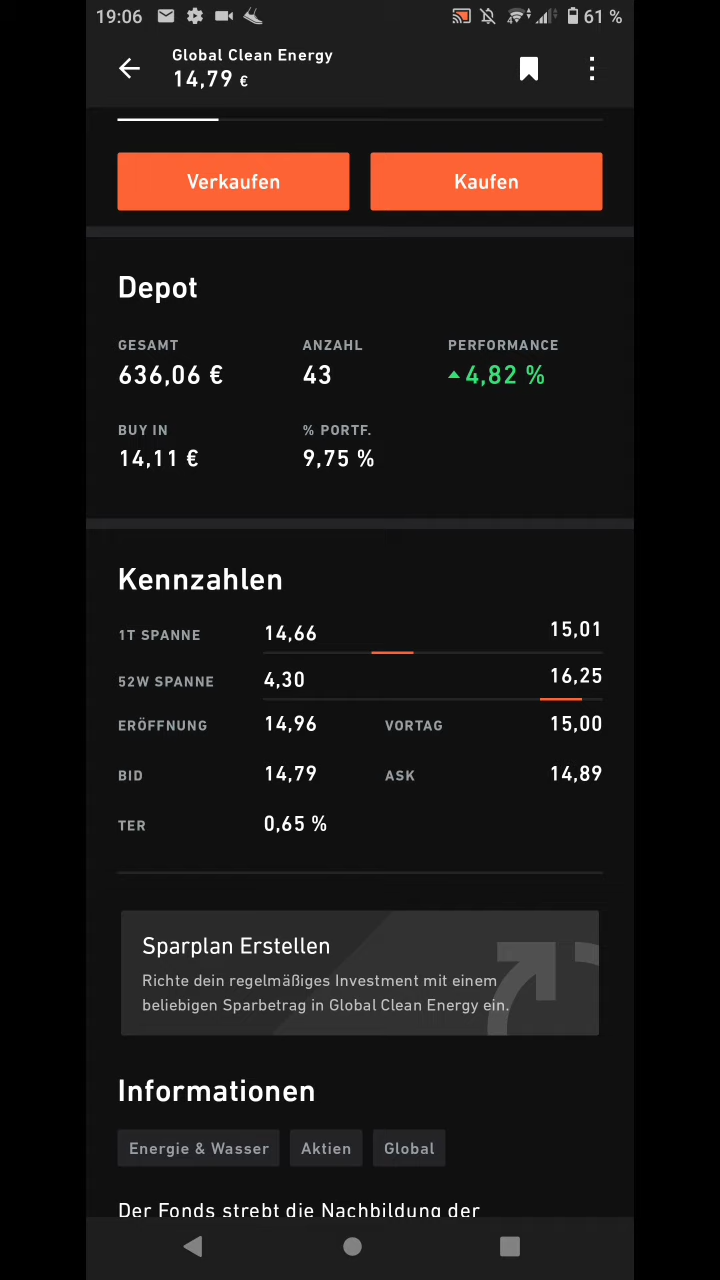 19:06 61 %
Global Clean Energy
14,79 €
Verkaufen Kaufen
Depot
GESAMT ANZAHL PERFORMANCE
636,06 € 43 4,82 %
BUY IN % PORTF.
14,11 € 9,75 %
Kennzahlen
1T SPANNE 14,66 15,01
52W SPANNE 4,30 16,25
ERÖFFNUNG 14,96 VORTAG 15,00
BID 14,79 ASK 14,89
TER 0,65 %
Sparplan Erstellen
Richte dein regelmäßiges Investment mit einem
beliebigen Sparbetrag in Global Clean Energy ein.
Informationen
Energie & Wasser Aktien Global
Der Fonds strebt die Nachbildung der